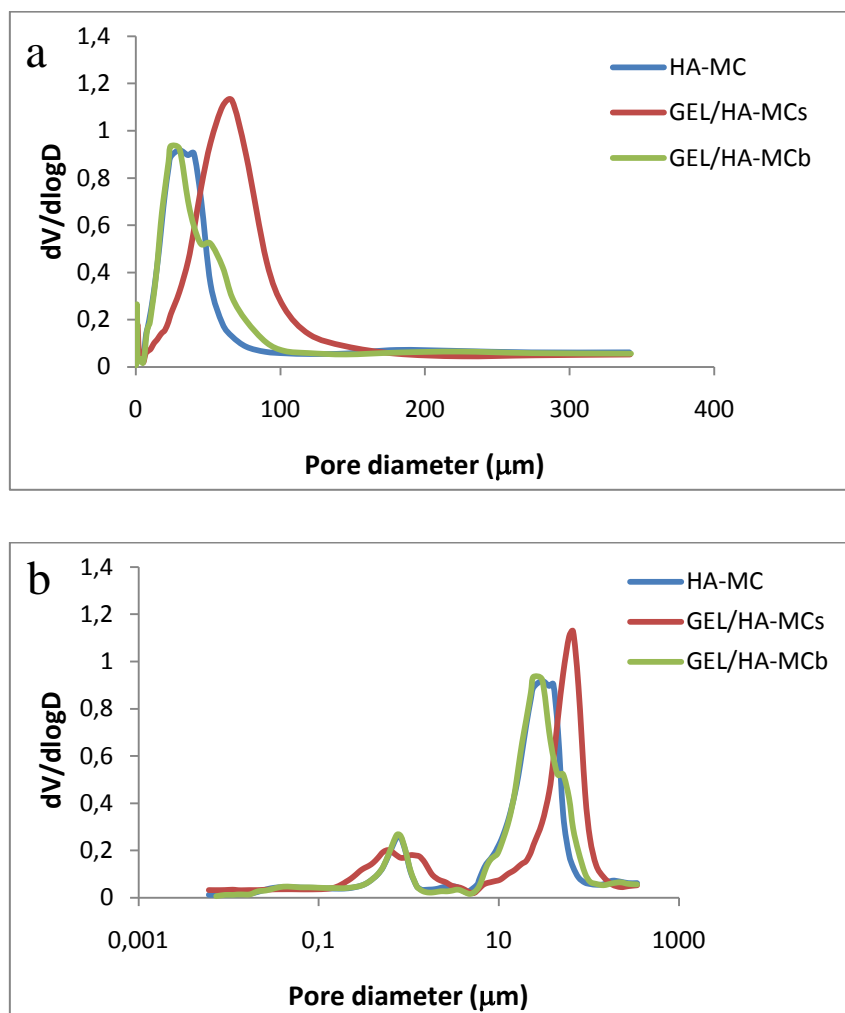 a
1,4
1,2
1
0,8
0,6
0,4
0,2
0
dV/dlogD
0 100 200 300 400
Pore diameter (μm)
HA-MC
GEL/HA-MCs
GEL/HA-MCb
b
1,4
1,2
1
0,8
0,6
0,4
0,2
0
dV/dlogD
0,001 0,1 10 1000
Pore diameter (μm)
HA-MC
GEL/HA-MCs
GEL/HA-MCb